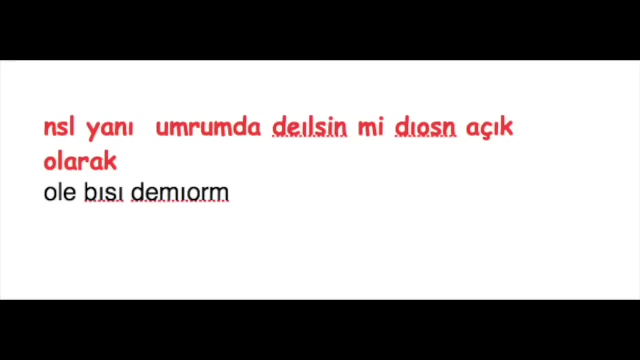 nsl yanı umrumda deılsin mi dıosn açık
olarak
ole bısı demıorm